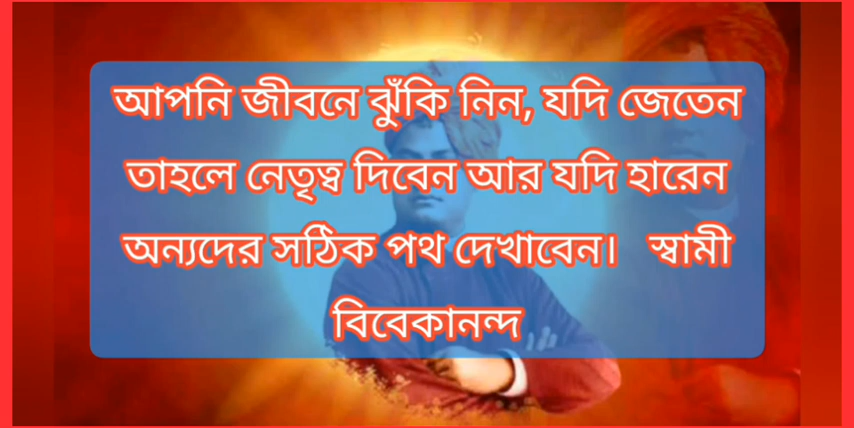 আপনি জীবনে ঝুঁকি নিন, যদি জেতেন
তাহলে নেতৃত্ব দিবেন আর যদি হারেন
অন্যদের সঠিক পথ দেখাবেন। স্বামী
বিবেকানন্দ